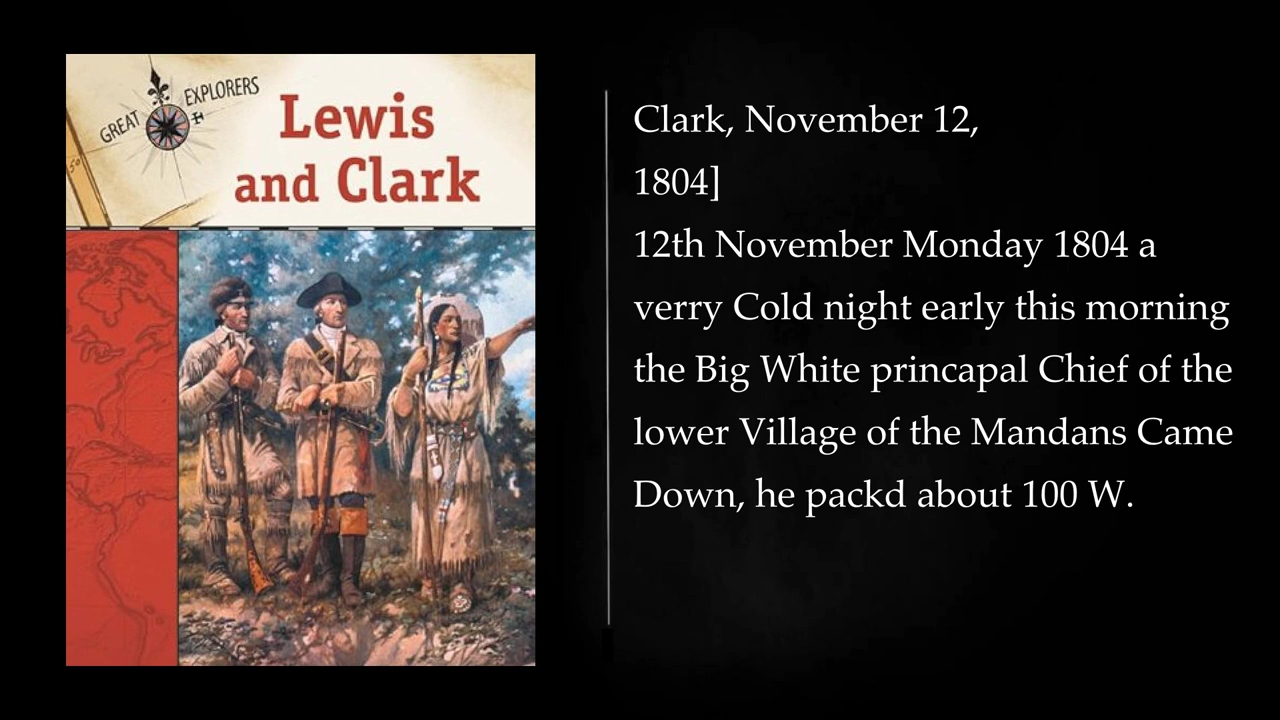 GREAT EXPLORERS
Lewis
and Clark
50
Clark, November 12,
1804]
12th November Monday 1804 a
verry Cold night early this morning
the Big White princapal Chief of the
lower Village of the Mandans Came
Down, he packd about 100 W.